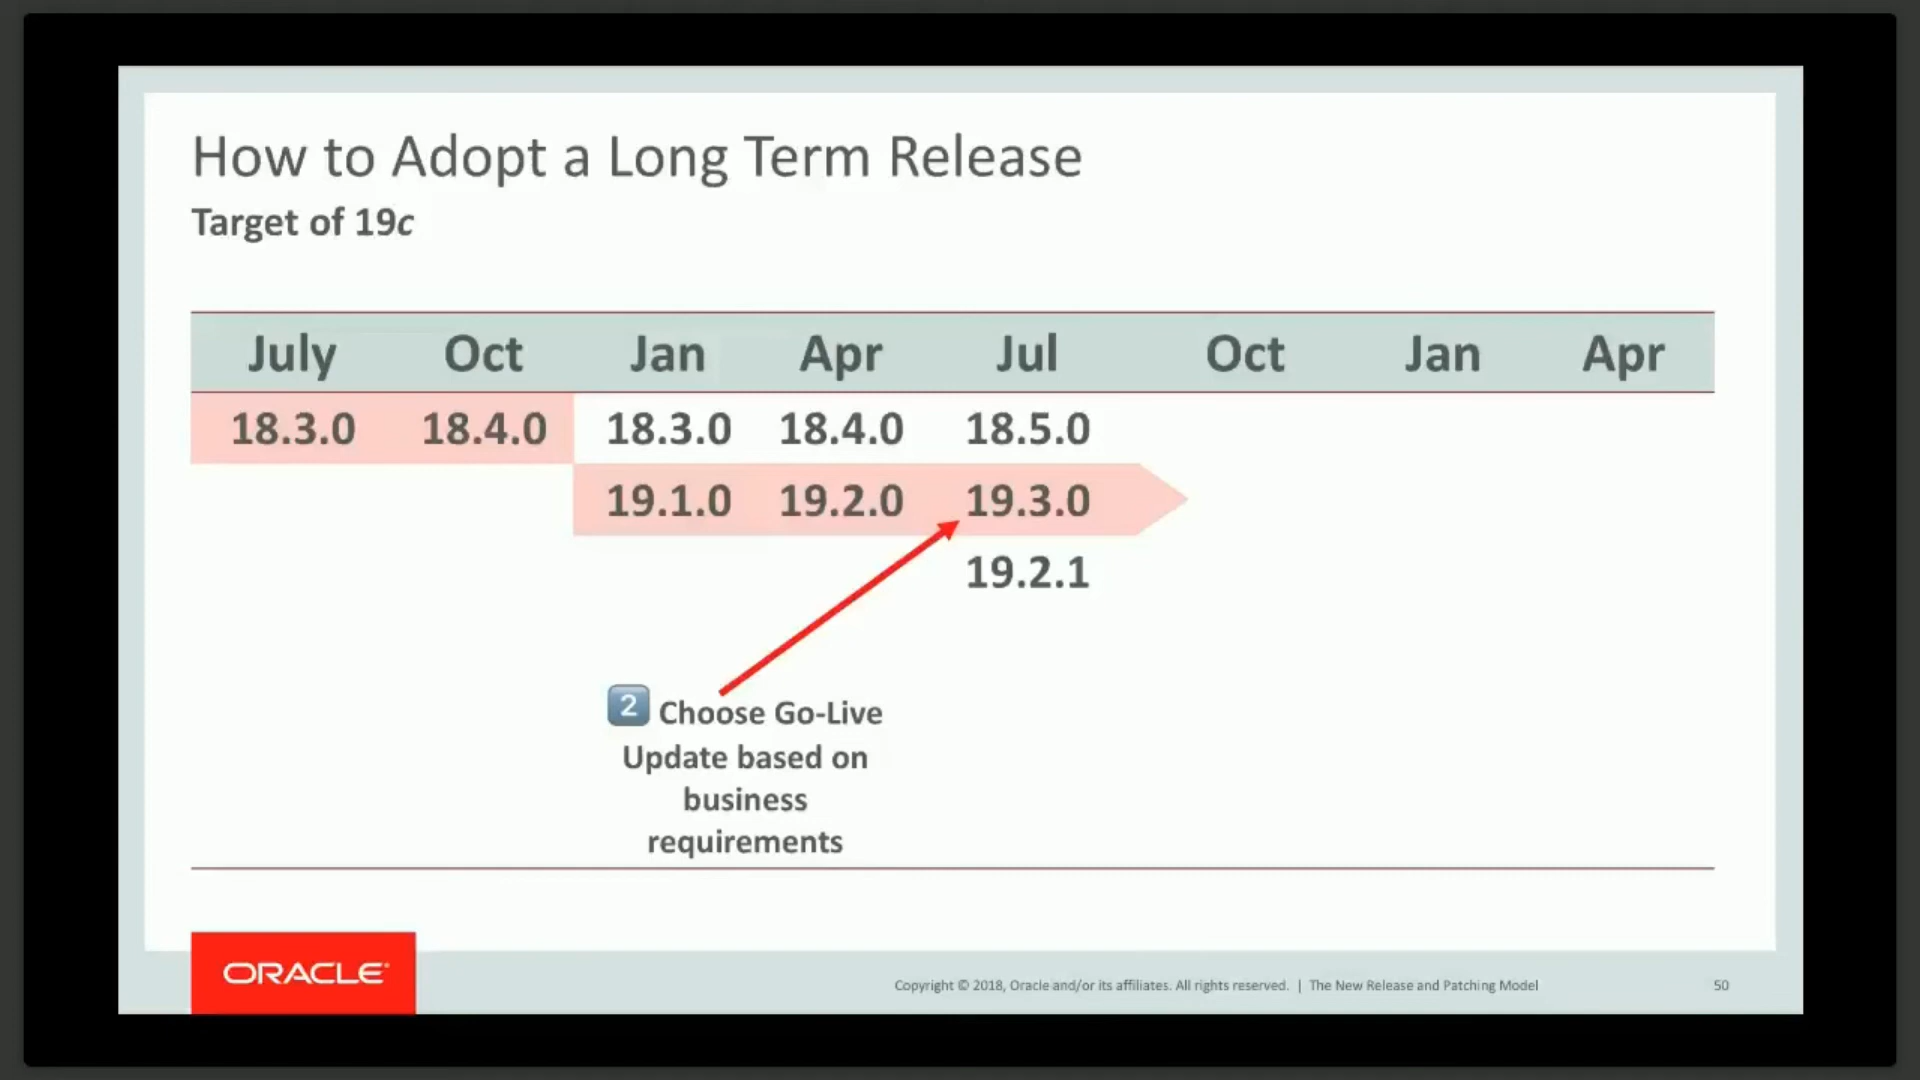 How to Adopt a Long Term Release
Target of 19c
July Oct Jan Apr Jul Oct Jan Apr
18.3.0 18.4.0 18.3.0 18.4.0 18.5.0
19.1.0 19.2.0 19.3.0
19.2.1
2 Choose Go-Live
Update based on
business
requirements
ORACLE
Copyright © 2018, Oracle and/or its affiliates. All rights reserved. | The New Release and Patching Model 50